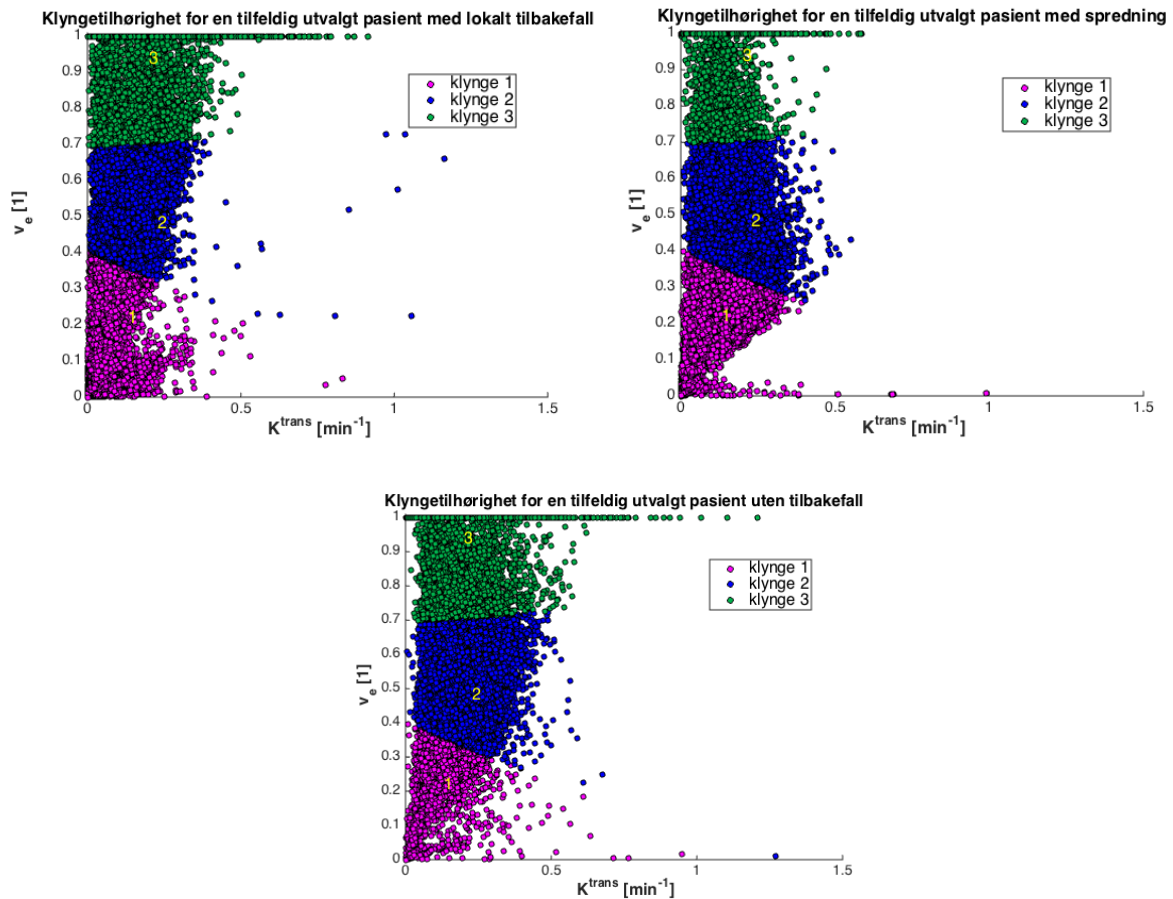 Klyngetilhørighet for en tilfeldig utvalgt pasient med lokalt tilbakefall
1
0.9
0.8
0.7
0.6
0.5
0.4
0.3
0.2
0.1
0
v_e [1]
3
2
1
klynge 1
klynge 2
klynge 3
0 0.5 1 1.5
K^trans [min^-1]
Klyngetilhørighet for en tilfeldig utvalgt pasient med spredning
1
0.9
0.8
0.7
0.6
0.5
0.4
0.3
0.2
0.1
0
v_e [1]
3
2
1
klynge 1
klynge 2
klynge 3
0 0.5 1 1.5
K^trans [min^-1]
Klyngetilhørighet for en tilfeldig utvalgt pasient uten tilbakefall
1
0.9
0.8
0.7
0.6
0.5
0.4
0.3
0.2
0.1
0
v_e [1]
3
2
1
klynge 1
klynge 2
klynge 3
0 0.5 1 1.5
K^trans [min^-1]